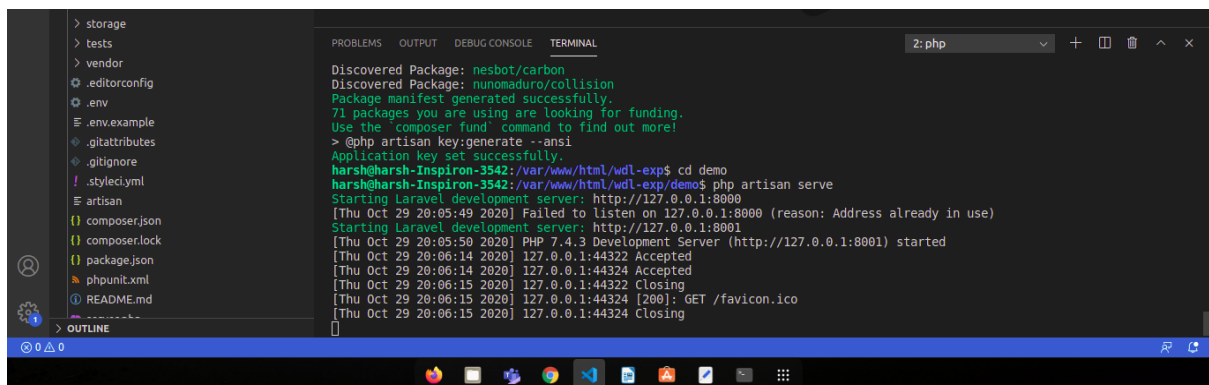 storage
tests
vendor
.editorconfig
.env
.env.example
.gitattributes
.gitignore
.styleci.yml
artisan
composer.json
composer.lock
package.json
phpunit.xml
README.md
OUTLINE
PROBLEMS OUTPUT DEBUG CONSOLE TERMINAL 2: php
Discovered Package: nesbot/carbon
Discovered Package: nunomaduro/collision
Package manifest generated successfully.
71 packages you are using are looking for funding.
Use the `composer fund` command to find out more!
> @php artisan key:generate --ansi
Application key set successfully.
harsh@harsh-Inspiron-3542:/var/www/html/wdl-exp$ cd demo
harsh@harsh-Inspiron-3542:/var/www/html/wdl-exp/demo$ php artisan serve
Starting Laravel development server: http://127.0.0.1:8000
[Thu Oct 29 20:05:49 2020] Failed to listen on 127.0.0.1:8000 (reason: Address already in use)
Starting Laravel development server: http://127.0.0.1:8001
[Thu Oct 29 20:05:50 2020] PHP 7.4.3 Development Server (http://127.0.0.1:8001) started
[Thu Oct 29 20:06:14 2020] 127.0.0.1:44322 Accepted
[Thu Oct 29 20:06:14 2020] 127.0.0.1:44324 Accepted
[Thu Oct 29 20:06:15 2020] 127.0.0.1:44322 Closing
[Thu Oct 29 20:06:15 2020] 127.0.0.1:44324 [200]: GET /favicon.ico
[Thu Oct 29 20:06:15 2020] 127.0.0.1:44324 Closing
1
0 0